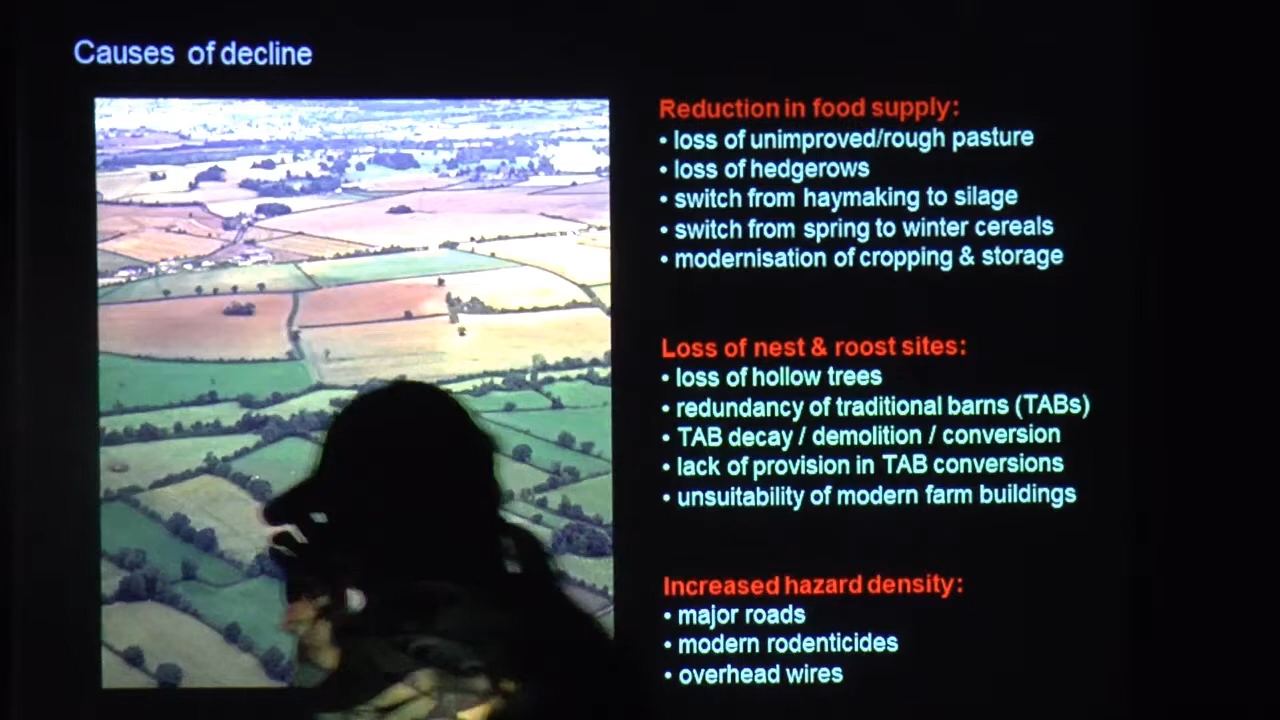 Causes of decline
Reduction in food supply:
• loss of unimproved/rough pasture
• loss of hedgerows
• switch from haymaking to silage
• switch from spring to winter cereals
• modernisation of cropping & storage
Loss of nest & roost sites:
• loss of hollow trees
• redundancy of traditional barns (TABs)
• TAB decay / demolition / conversion
• lack of provision in TAB conversions
• unsuitability of modern farm buildings
Increased hazard density:
• major roads
• modern rodenticides
• overhead wires